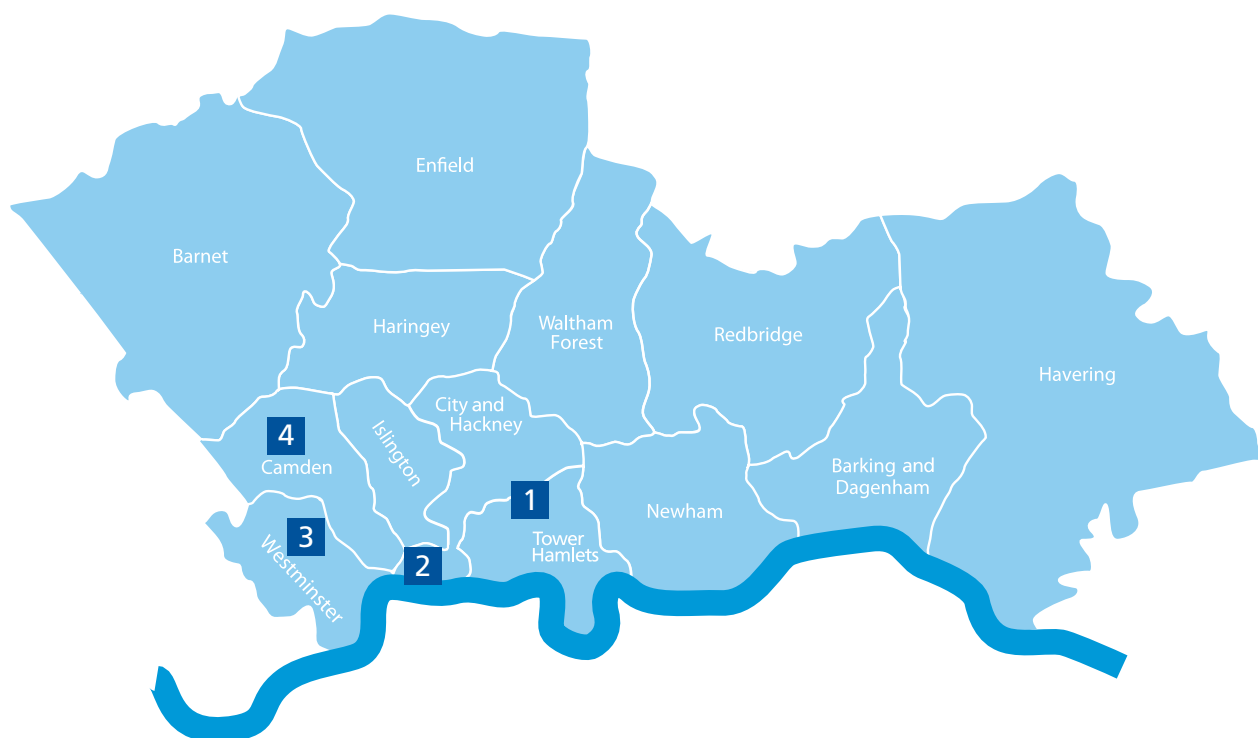 Enfield
Barnet
Haringey
Waltham
Forest
Redbridge
Havering
City and
Hackney
4
Camden
Islington
Barking and
Dagenham
1
Newham
3
Westminster
Tower
Hamlets
2